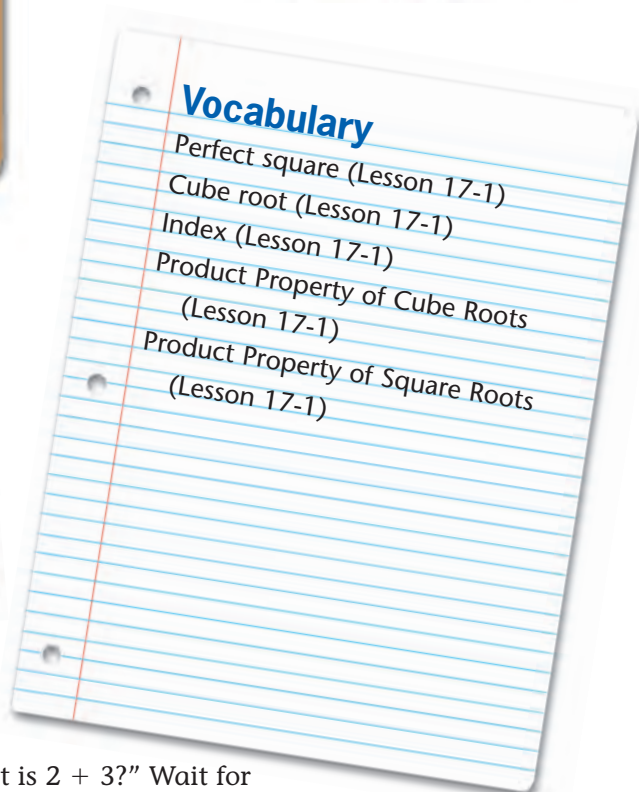 Vocabulary
Perfect square (Lesson 17-1)
Cube root (Lesson 17-1)
Index (Lesson 17-1)
Product Property of Cube Roots
(Lesson 17-1)
Product Property of Square Roots
(Lesson 17-1)
t is 2 + 3?” Wait for